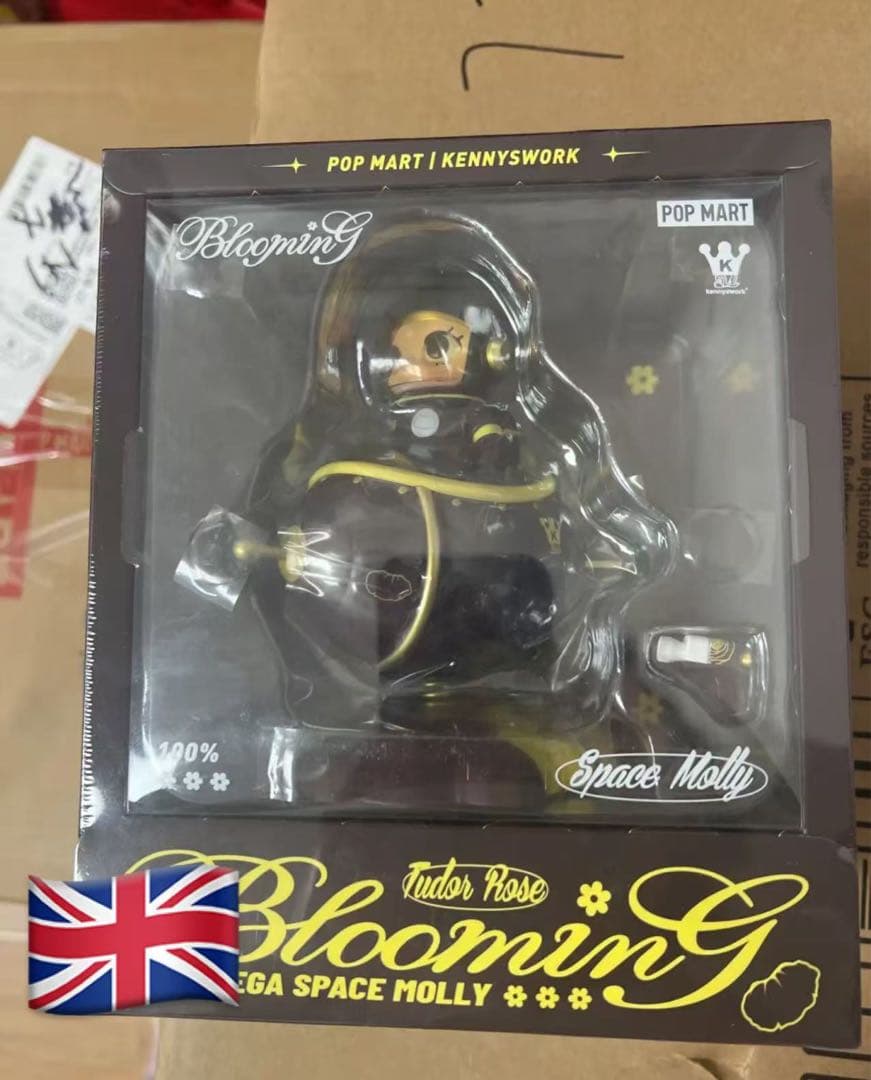 POP MART | KENNYSWORK
BloominG
POP MART
K
kennyswork
100%
Space Molly
Tudor Rose
BloominG
EGA SPACE MOLLY
responsible sources